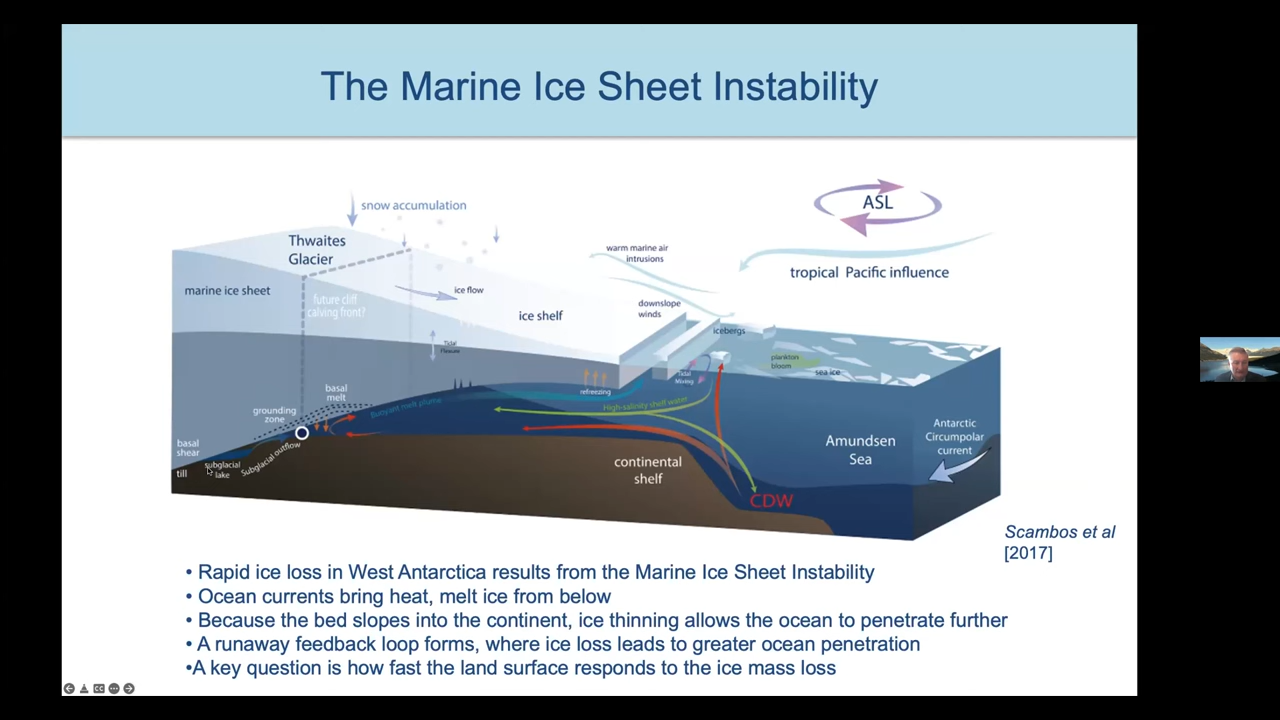 The Marine Ice Sheet Instability
ASL
snow accumulation
Thwaites
Glacier
warm marine air
intrusions
tropical Pacific influence
marine ice sheet
ice flow
future cliff
calving front?
downslope
winds
ice shelf
icebergs
Tidal
Flexure
plankton
bloom
sea ice
Tidal
Mixing
refreezing
basal
melt
Buoyant melt plume
High-salinity shelf water
grounding
zone
Antarctic
Circumpolar
current
basal
shear
Subglacial outflow
Amundsen
Sea
continental
shelf
subglacial
lake
till
CDW
Scambos et al
[2017]
• Rapid ice loss in West Antarctica results from the Marine Ice Sheet Instability
• Ocean currents bring heat, melt ice from below
• Because the bed slopes into the continent, ice thinning allows the ocean to penetrate further
• A runaway feedback loop forms, where ice loss leads to greater ocean penetration
•A key question is how fast the land surface responds to the ice mass loss